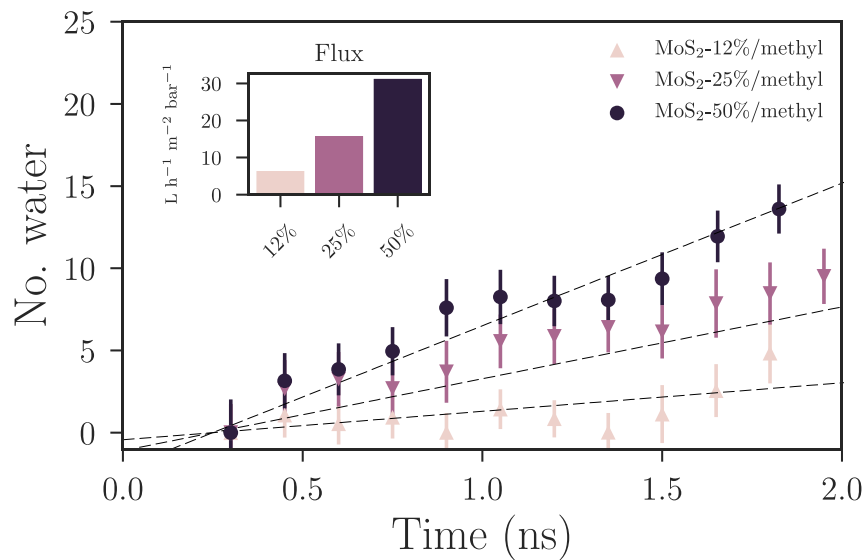 25
20
15
10
5
0
No. water
0.0
0.5
1.0
1.5
2.0
Time (ns)
Flux
L h⁻¹ m⁻² bar⁻¹
30
20
10
0
12%
25%
50%
MoS₂-12%/methyl
MoS₂-25%/methyl
MoS₂-50%/methyl